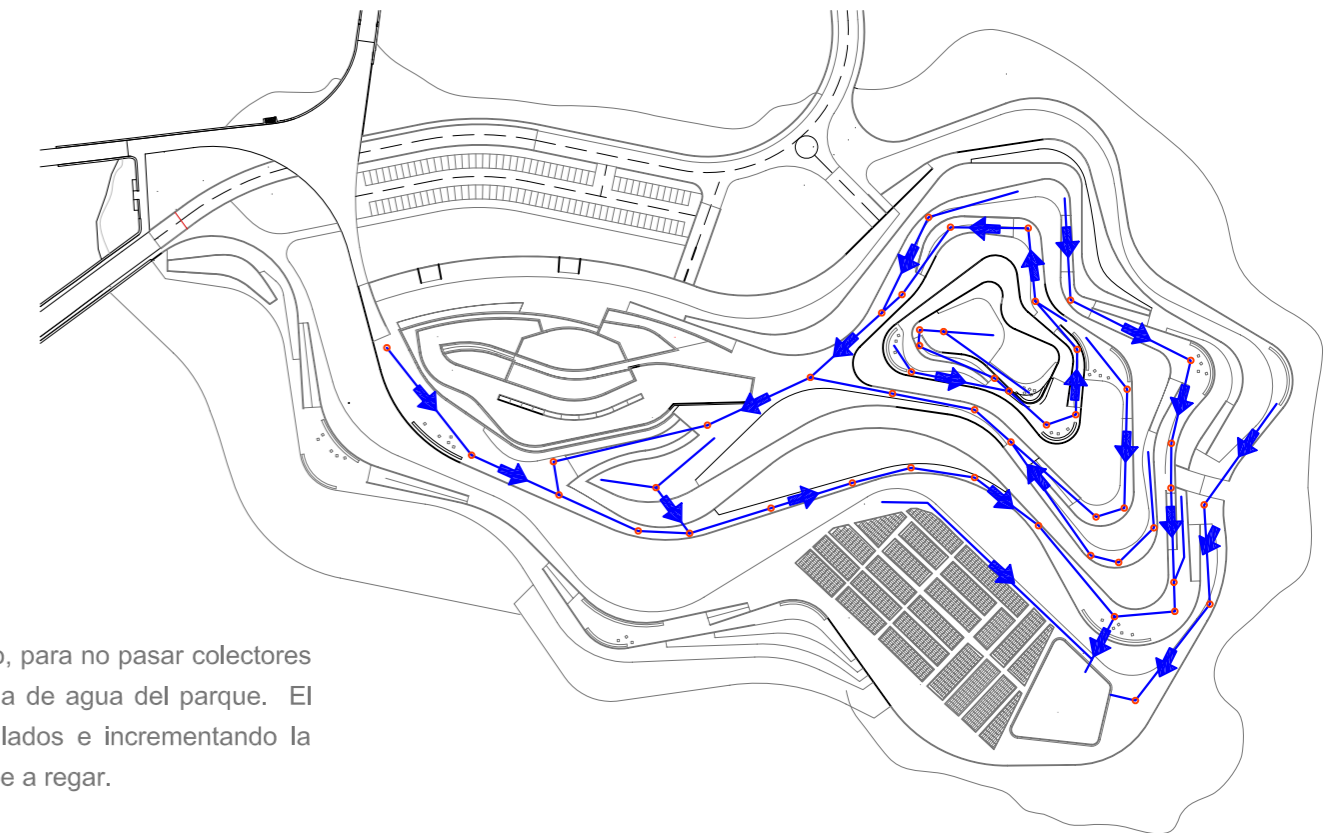 o, para no pasar colectores
a de agua del parque. El
lados e incrementando la
e a regar.